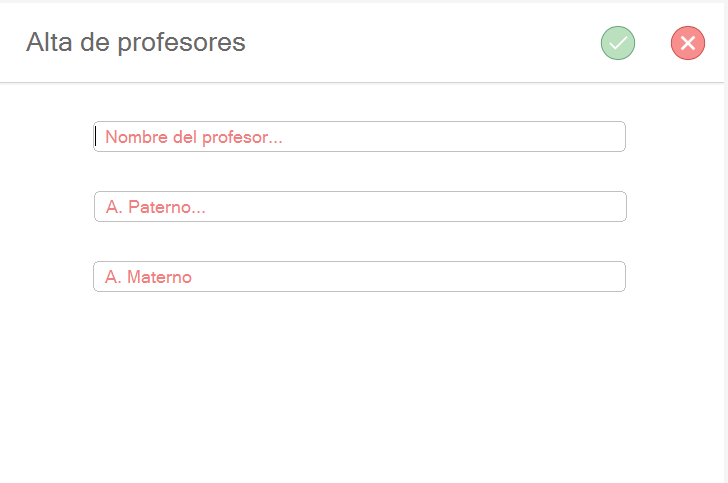 Alta de profesores
Nombre del profesor...
A. Paterno...
A. Materno